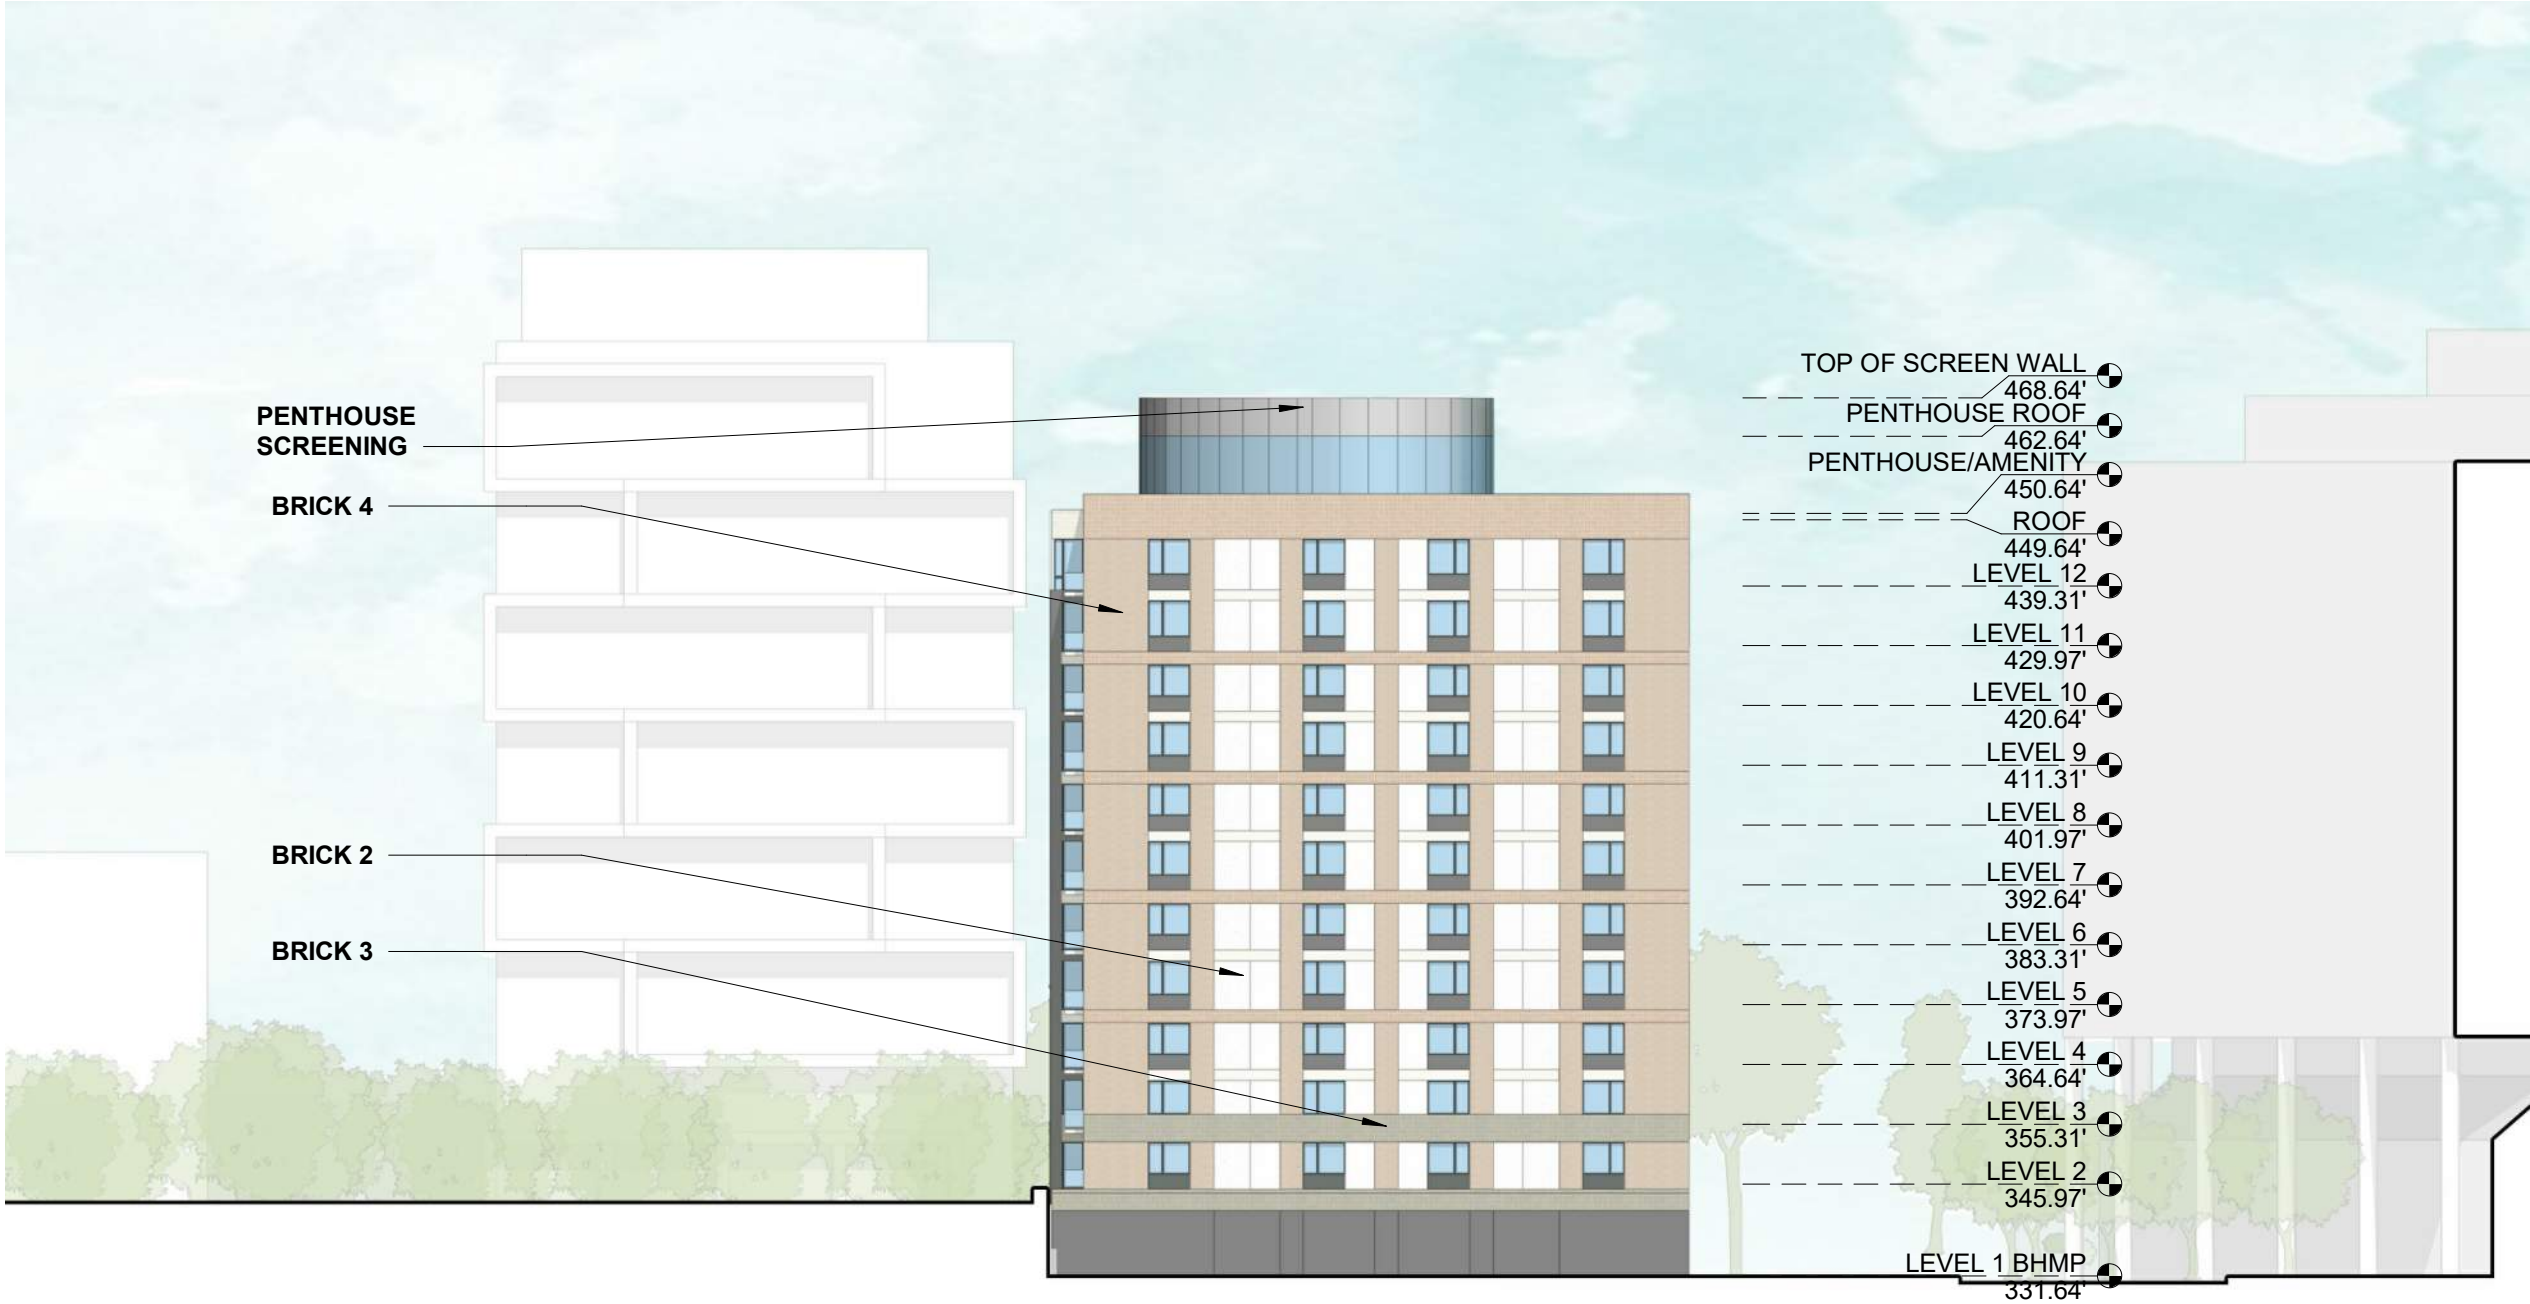 PENTHOUSE
SCREENING
BRICK 4
BRICK 2
BRICK 3
TOP OF SCREEN WALL
468.64'
PENTHOUSE ROOF
462.64'
PENTHOUSE/AMENITY
450.64'
ROOF
449.64'
LEVEL 12
439.31'
LEVEL 11
429.97'
LEVEL 10
420.64'
LEVEL 9
411.31'
LEVEL 8
401.97'
LEVEL 7
392.64'
LEVEL 6
383.31'
LEVEL 5
373.97'
LEVEL 4
364.64'
LEVEL 3
355.31'
LEVEL 2
345.97'
LEVEL 1 BHMP
331.64'